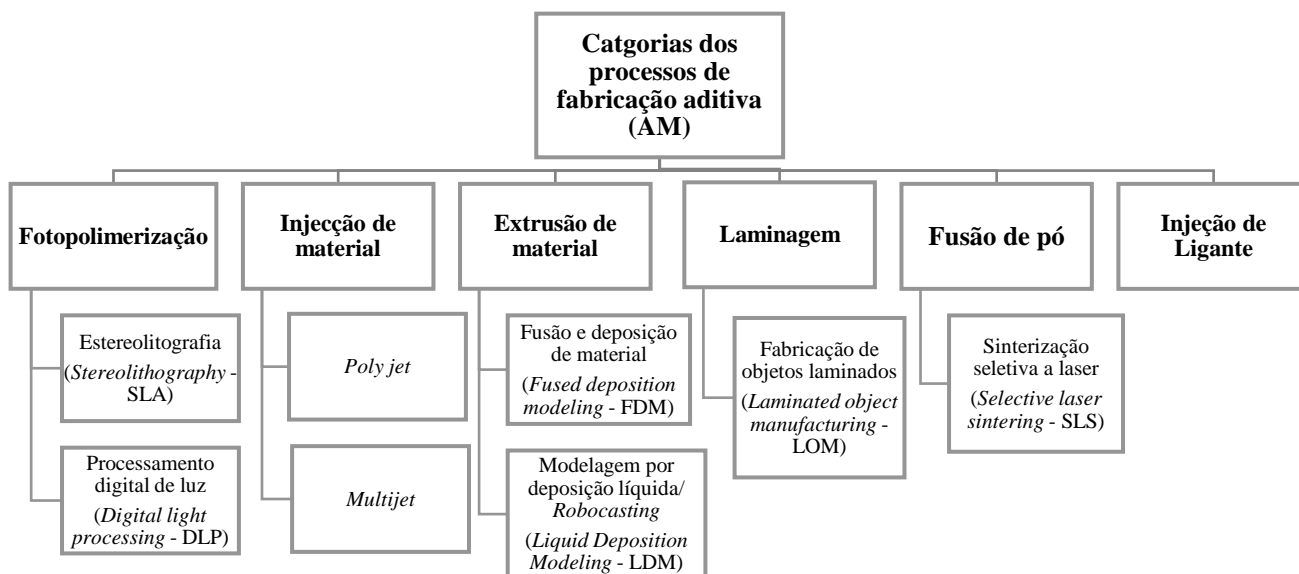 Catgorias dos
processos de
fabricação aditiva
(AM)
Fotopolimerização
Injecção de
material
Extrusão de
material
Laminagem
Fusão de pó
Injeção de
Ligante
Estereolitografia
(Stereolithography -
SLA)
Processamento
digital de luz
(Digital light
processing - DLP)
Poly jet
Multijet
Fusão e deposição
de material
(Fused deposition
modeling - FDM)
Modelagem por
deposição líquida/
Robocasting
(Liquid Deposition
Modeling - LDM)
Fabricação de
objetos laminados
(Laminated object
manufacturing -
LOM)
Sinterização
seletiva a laser
(Selective laser
sintering - SLS)